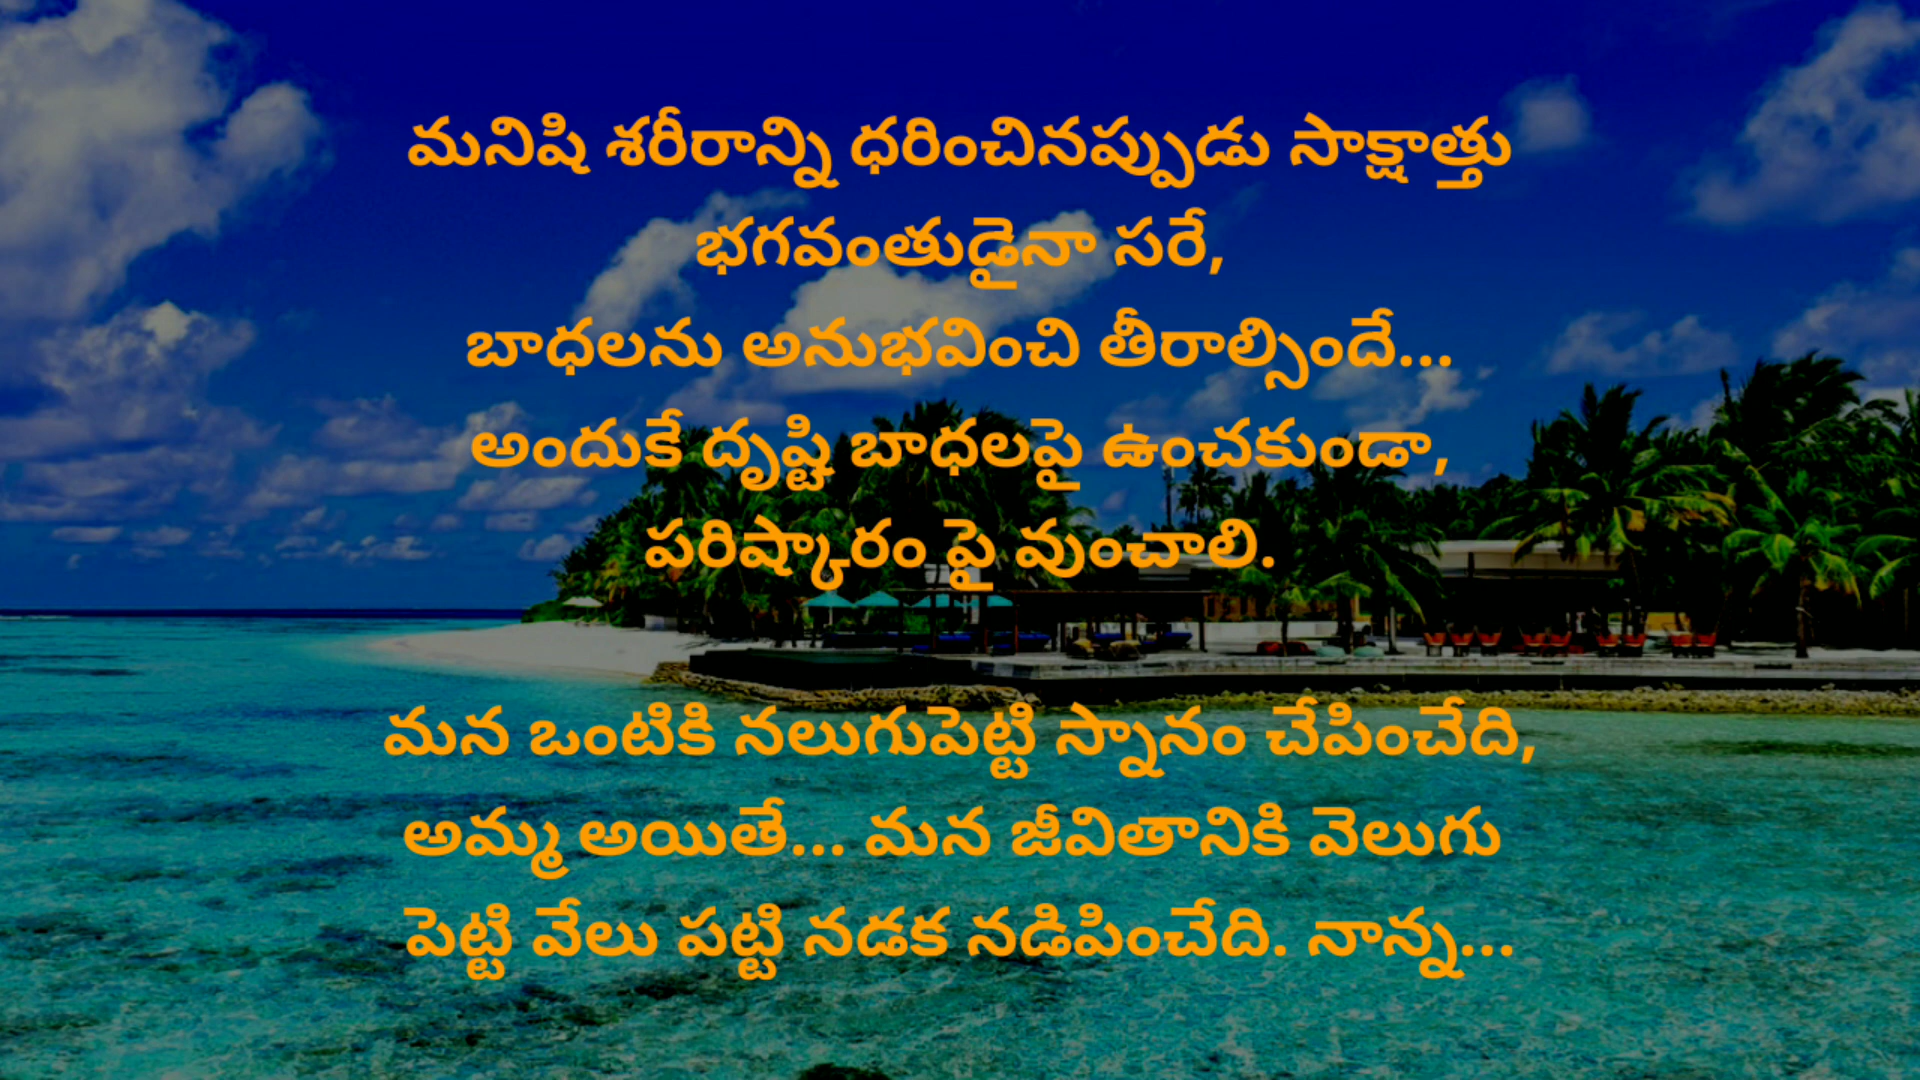 మనిషి శరీరాన్ని ధరించినప్పుడు సాక్షాత్తు
భగవంతుడైనా సరే,
బాధలను అనుభవించి తీరాల్సిందే...
అందుకే దృష్టి బాధలపై ఉంచకుండా,
పరిష్కారం పై వుంచాలి.
మన ఒంటికి నలుగుపెట్టి స్నానం చేపించేది,
అమ్మ అయితే... మన జీవితానికి వెలుగు
పెట్టి వేలు పట్టి నడక నడిపించేది. నాన్న...